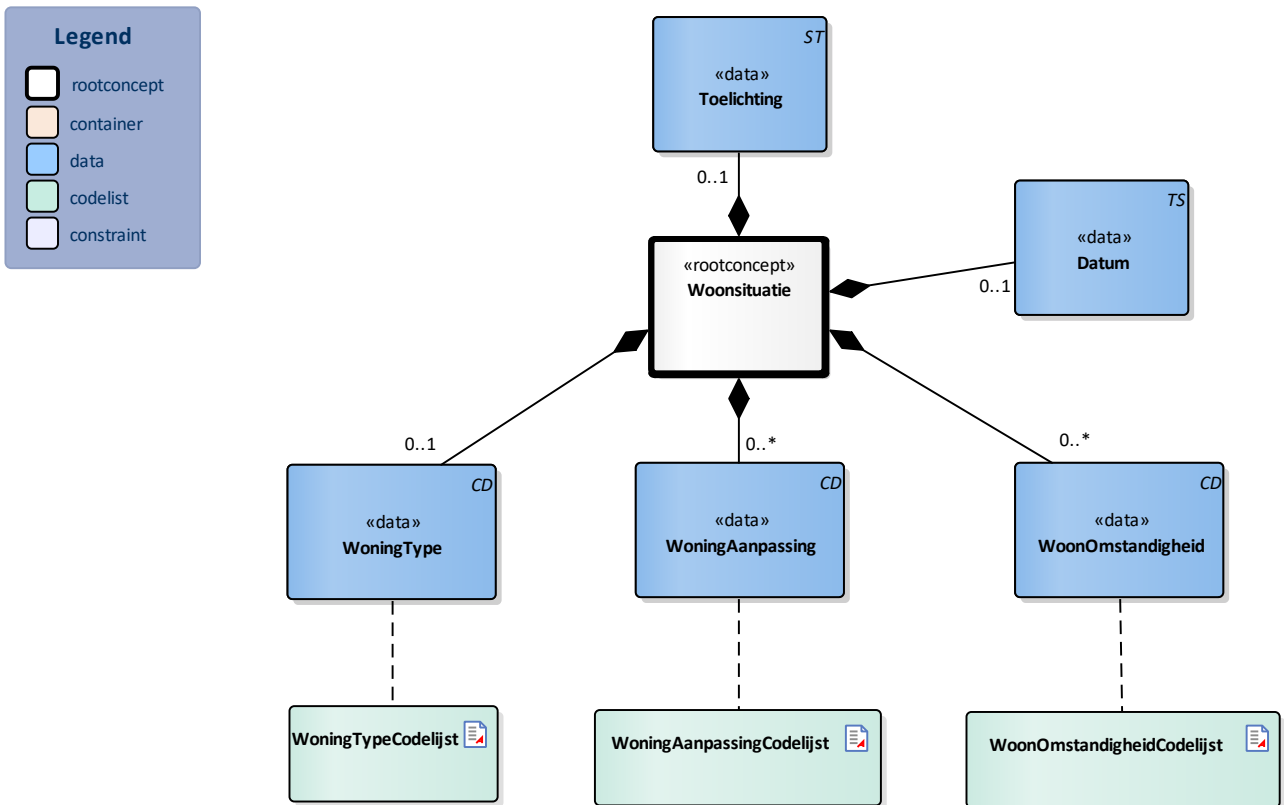 Legend
rootconcept
container
data
codelist
constraint
ST
«data»
Toelichting
0..1
TS
«data»
Datum
0..1
«rootconcept»
Woonsituatie
0..1
0..*
0..*
CD
«data»
WoningType
CD
«data»
WoningAanpassing
CD
«data»
WoonOmstandigheid
WoningTypeCodelijst
WoningAanpassingCodelijst
WoonOmstandigheidCodelijst